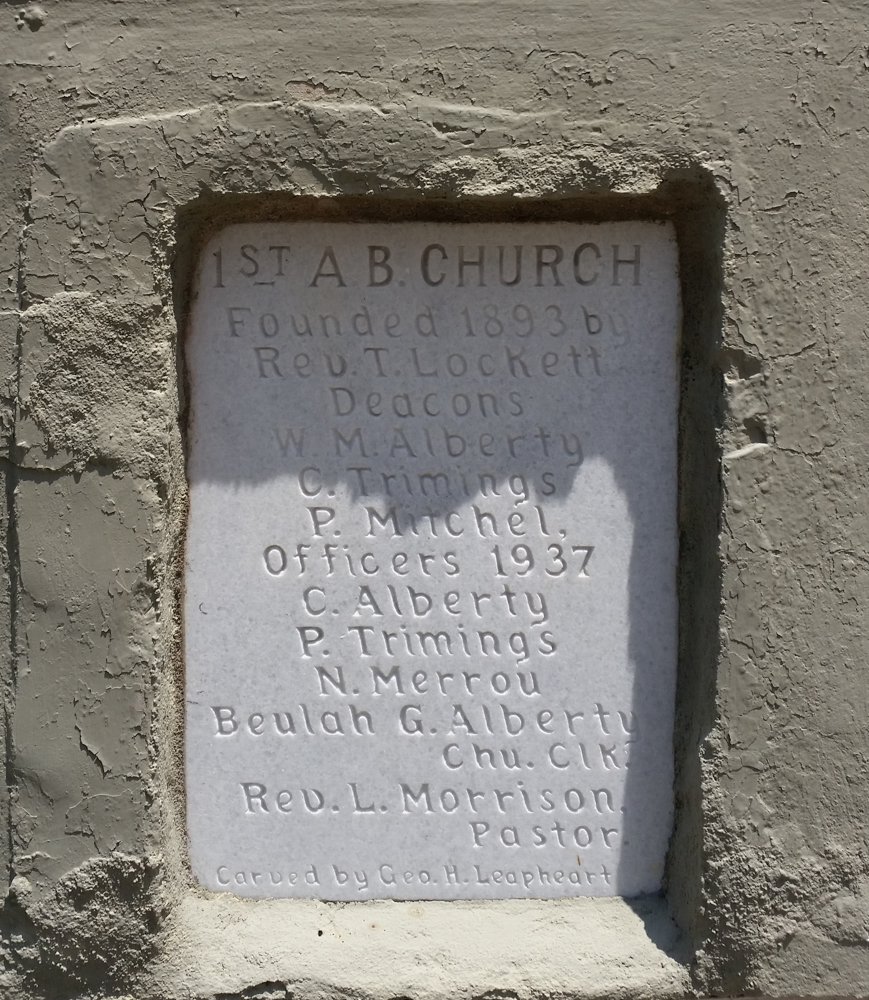 1ST A B. CHURCH
Founded 1893 by
Rev. T. Lockett
Deacons
W M. Alberty
C. Trimings
P. Mitchel,
Officers 1937
C. Alberty
P. Trimings
N. Merrou
Beulah G. Alberty
Chu. Clk.
Rev. L. Morrison.
Pastor
Carved by Geo. H. Leapheart